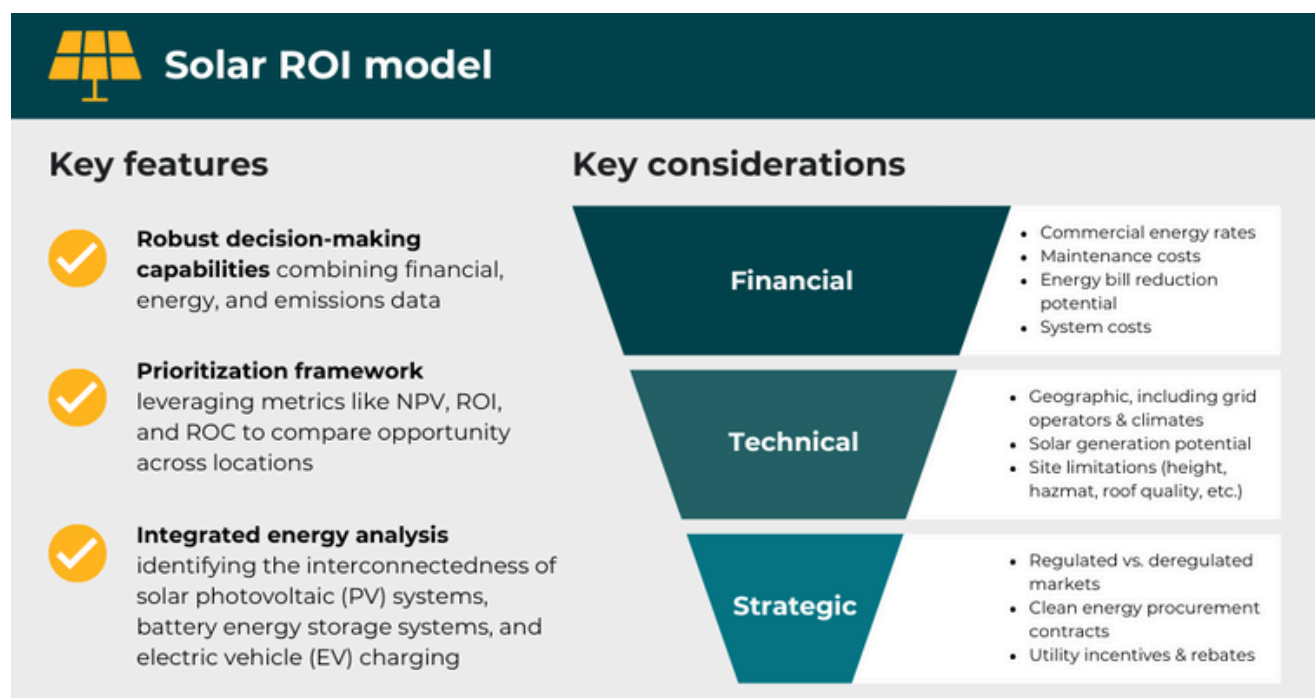 Solar ROI model
Key features
Robust decision-making
capabilities combining financial,
energy, and emissions data
Prioritization framework
leveraging metrics like NPV, ROI,
and ROC to compare opportunity
across locations
Integrated energy analysis
identifying the interconnectedness of
solar photovoltaic (PV) systems,
battery energy storage systems, and
electric vehicle (EV) charging
Key considerations
Financial
• Commercial energy rates
• Maintenance costs
• Energy bill reduction
potential
• System costs
Technical
• Geographic, including grid
operators & climates
• Solar generation potential
• Site limitations (height,
hazmat, roof quality, etc.)
Strategic
• Regulated vs. deregulated
markets
• Clean energy procurement
contracts
• Utility incentives & rebates